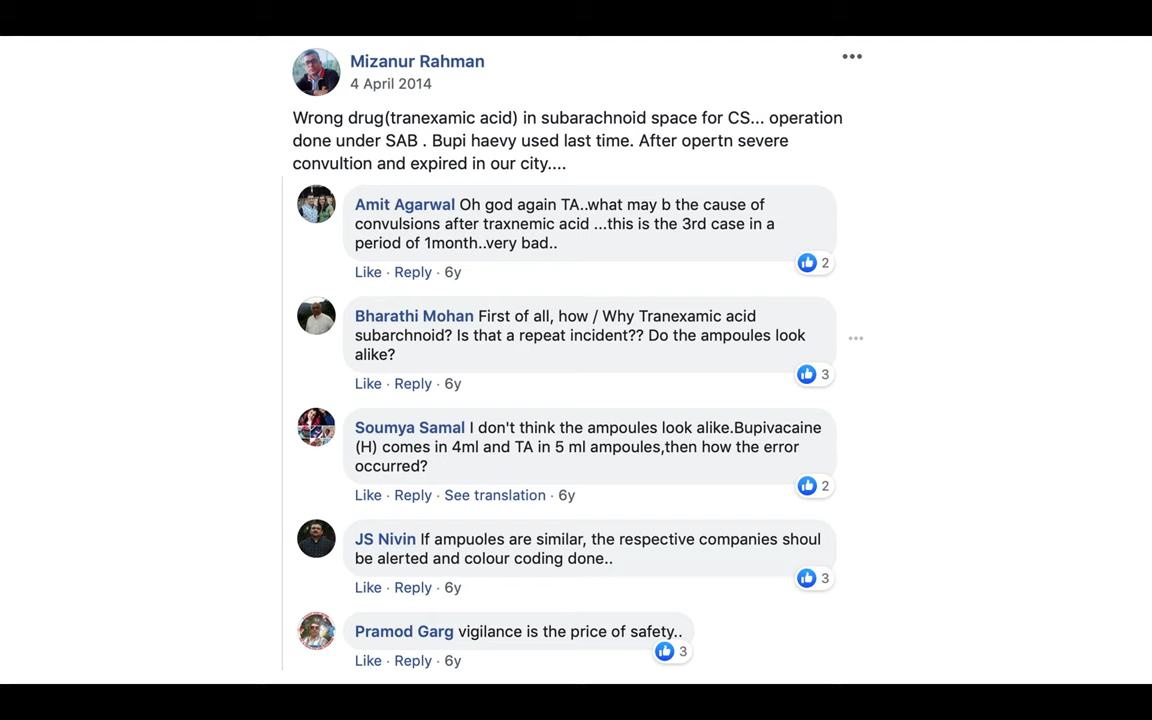 Mizanur Rahman
4 April 2014
Wrong drug(tranexamic acid) in subarachnoid space for CS... operation
done under SAB . Bupi haevy used last time. After opertn severe
convultion and expired in our city....
Amit Agarwal Oh god again TA..what may b the cause of
convulsions after traxnemic acid ...this is the 3rd case in a
period of 1month..very bad..
2
Like · Reply · 6y
Bharathi Mohan First of all, how / Why Tranexamic acid
subarchnoid? Is that a repeat incident?? Do the ampoules look
alike?
3
Like · Reply · 6y
Soumya Samal I don't think the ampoules look alike.Bupivacaine
(H) comes in 4ml and TA in 5 ml ampoules,then how the error
occurred?
2
Like · Reply · See translation · 6y
JS Nivin If ampuoles are similar, the respective companies shoul
be alerted and colour coding done..
3
Like · Reply · 6y
Pramod Garg vigilance is the price of safety..
3
Like · Reply · 6y